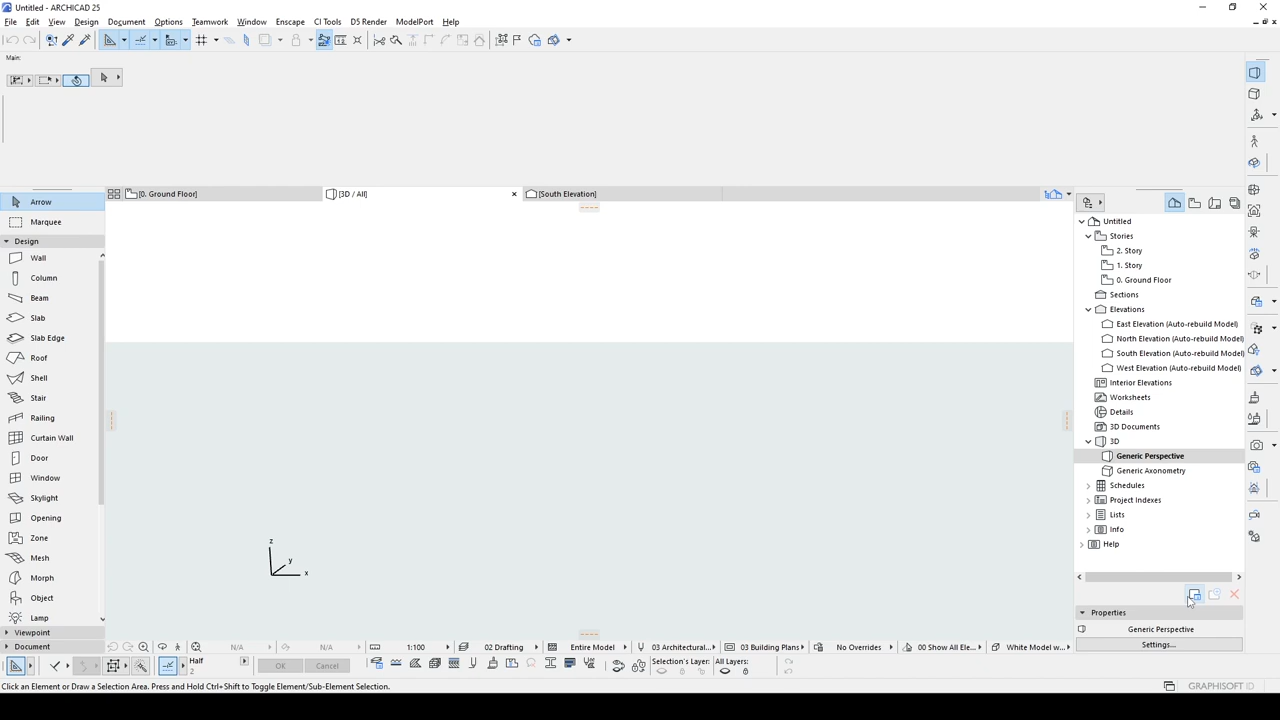 Untitled - ARCHICAD 25
File Edit View Design Options Document Teamwork Window Enscape CI Tools D5 Render ModelPort Help
Main:
[0. Ground Floor] [3D / All] [South Elevation]
Arrow
Marquee
Design
Wall
Column
Beam
Slab
Slab Edge
Roof
Shell
Stair
Railing
Curtain Wall
Door
Window
Skylight
Opening
Zone
Mesh
Morph
Object
Lamp
Viewpoint
Document
z
y
x
Untitled
Stories
2. Story
1. Story
0. Ground Floor
Sections
Elevations
East Elevation (Auto-rebuild Model)
North Elevation (Auto-rebuild Model)
South Elevation (Auto-rebuild Model)
West Elevation (Auto-rebuild Model)
Interior Elevations
Worksheets
Details
3D Documents
3D
Generic Perspective
Generic Axonometry
Schedules
Project Indexes
Lists
Info
Help
Properties
Generic Perspective
Settings...
N/A N/A 1:100 02 Drafting Entire Model 03 Architectural... 03 Building Plans No Overrides 00 Show All Ele... White Model w...
Half
2
OK Cancel
Selection's Layer: All Layers:
Click an Element or Draw a Selection Area. Press and Hold Ctrl+Shift to Toggle Element/Sub-Element Selection.
GRAPHISOFT